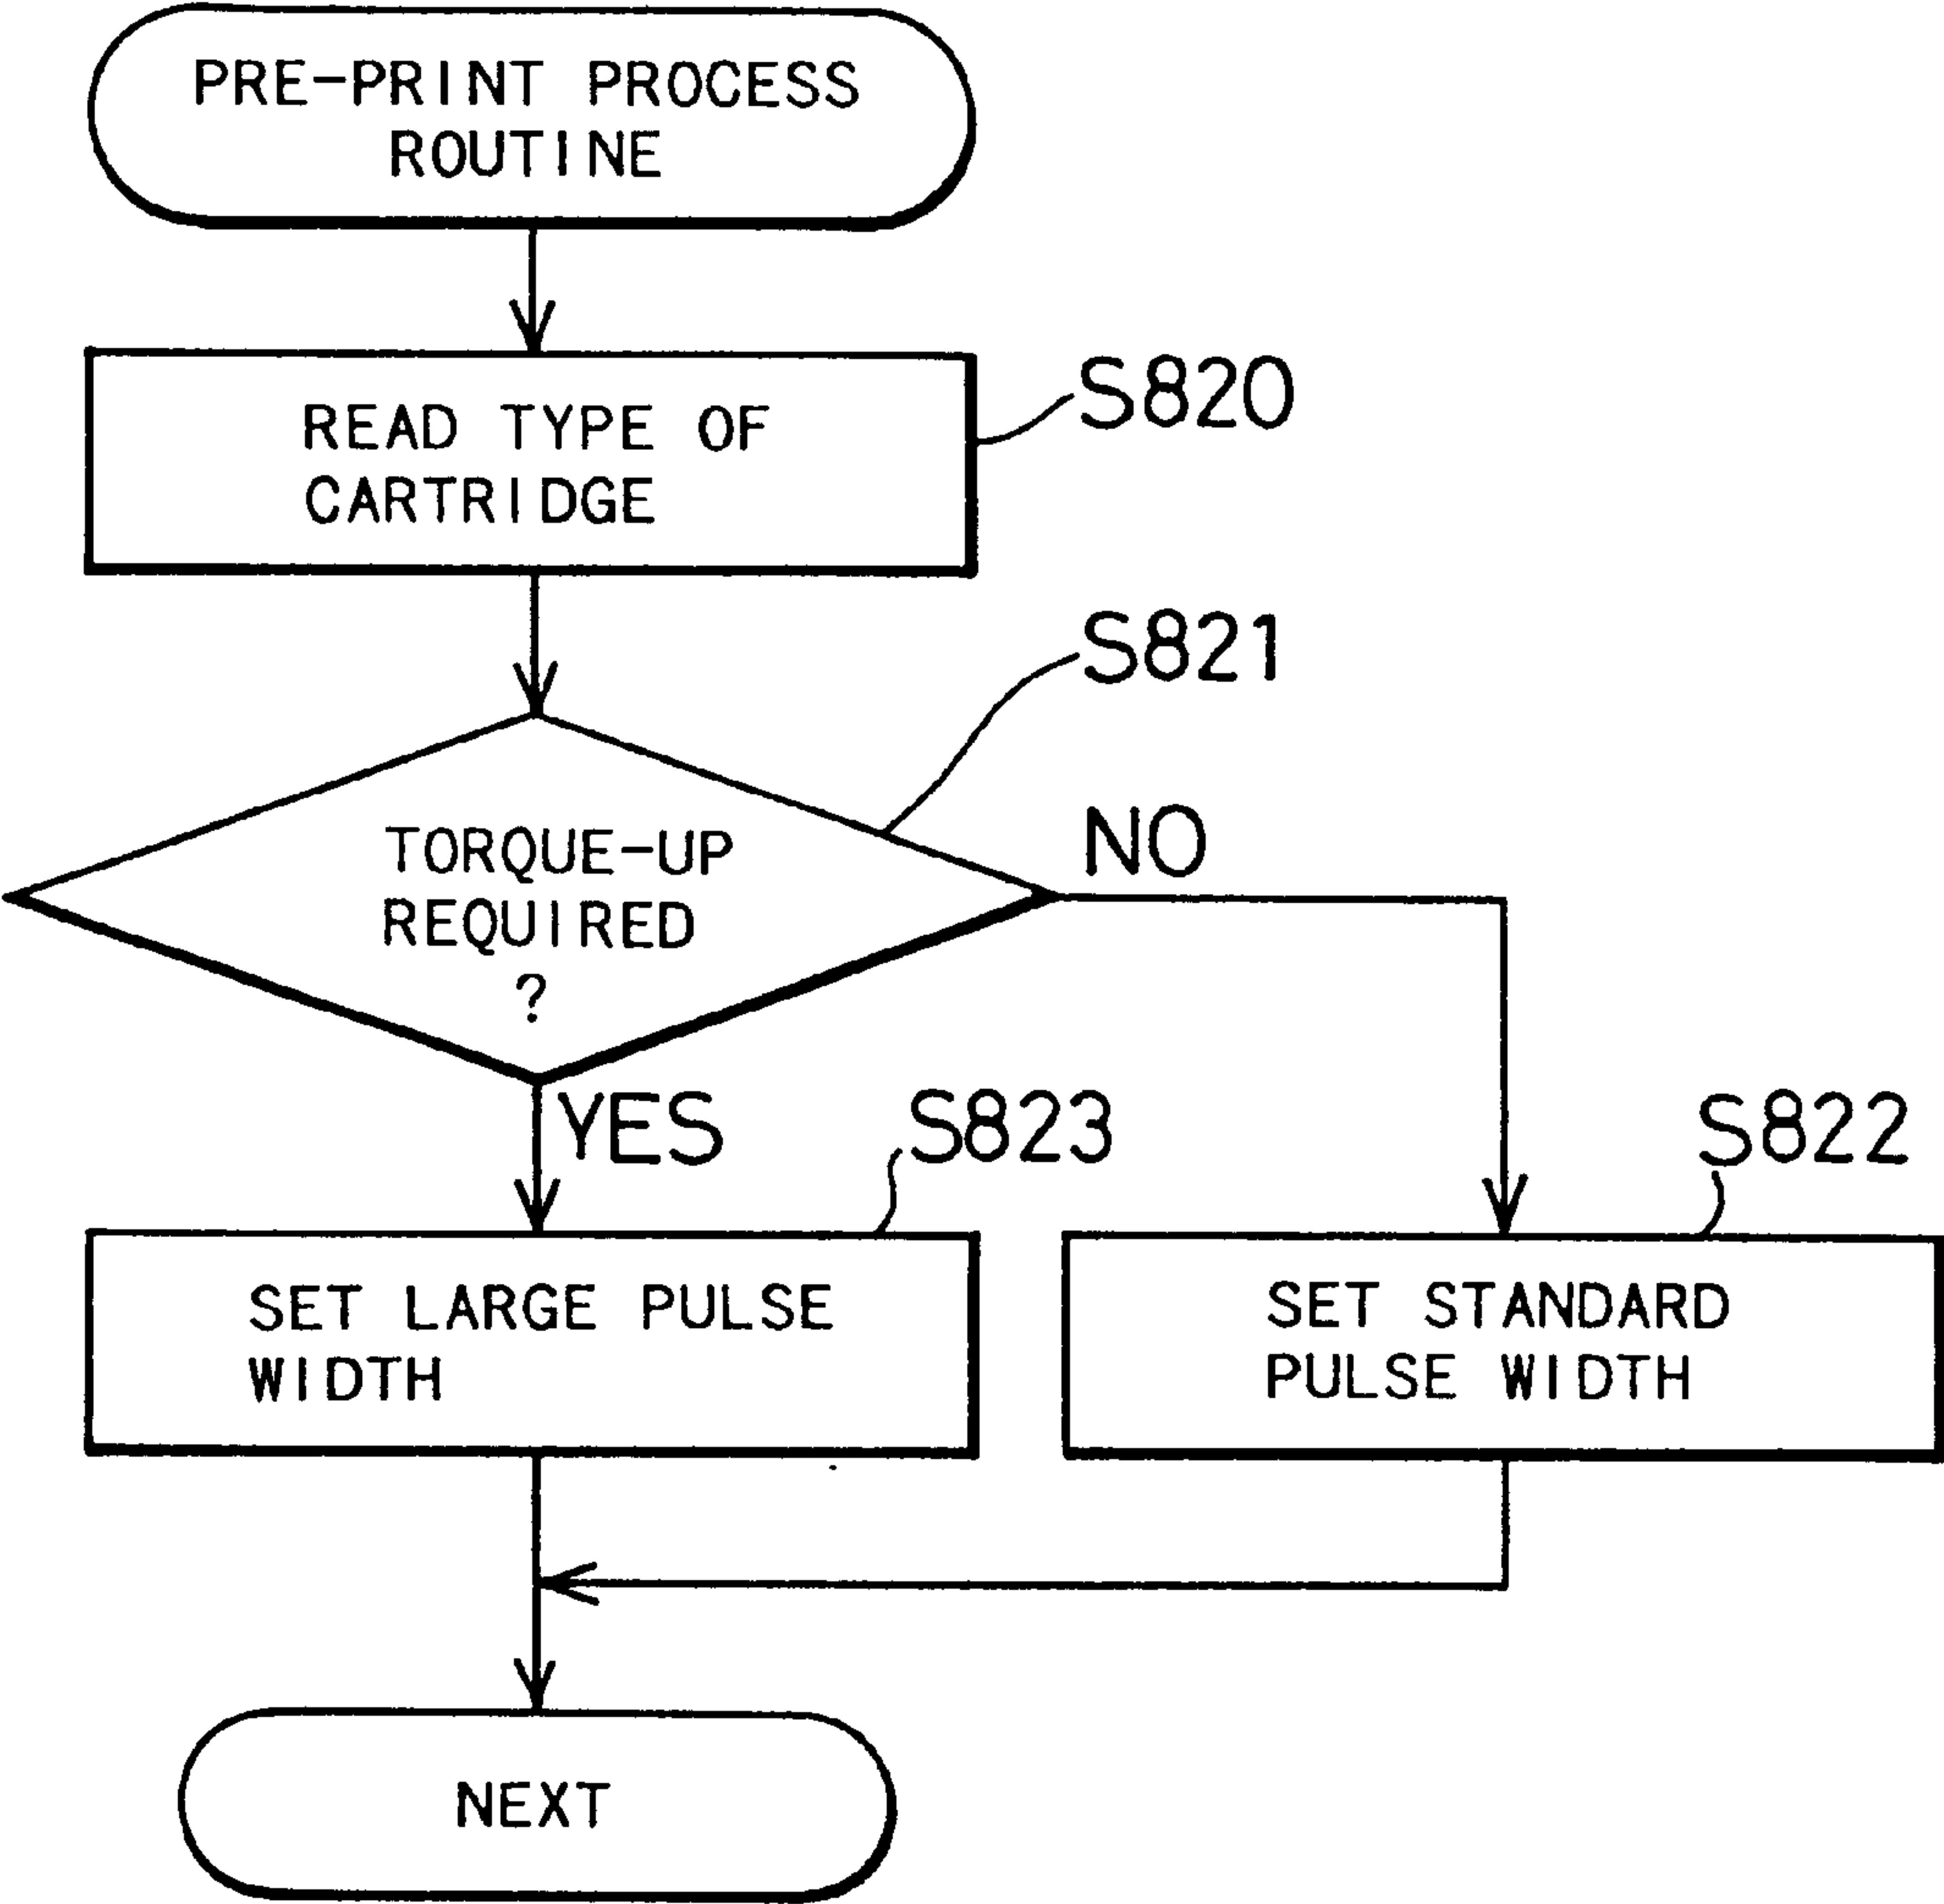 PRE-PRINT PROCESS
ROUTINE
READ TYPE OF
CARTRIDGE
S820
S821
TORQUE-UP
REQUIRED
?
NO
YES
S823
S822
SET LARGE PULSE
WIDTH
SET STANDARD
PULSE WIDTH
NEXT